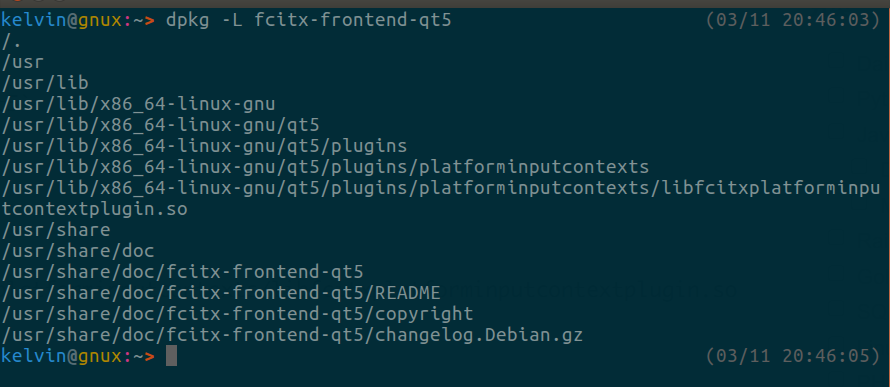 kelvin@gnux:~> dpkg -L fcitx-frontend-qt5 (03/11 20:46:03)
/.
/usr
/usr/lib
/usr/lib/x86_64-linux-gnu
/usr/lib/x86_64-linux-gnu/qt5
/usr/lib/x86_64-linux-gnu/qt5/plugins
/usr/lib/x86_64-linux-gnu/qt5/plugins/platforminputcontexts
/usr/lib/x86_64-linux-gnu/qt5/plugins/platforminputcontexts/libfcitxplatforminpu
tcontextplugin.so
/usr/share
/usr/share/doc
/usr/share/doc/fcitx-frontend-qt5
/usr/share/doc/fcitx-frontend-qt5/README
/usr/share/doc/fcitx-frontend-qt5/copyright
/usr/share/doc/fcitx-frontend-qt5/changelog.Debian.gz
kelvin@gnux:~> (03/11 20:46:05)